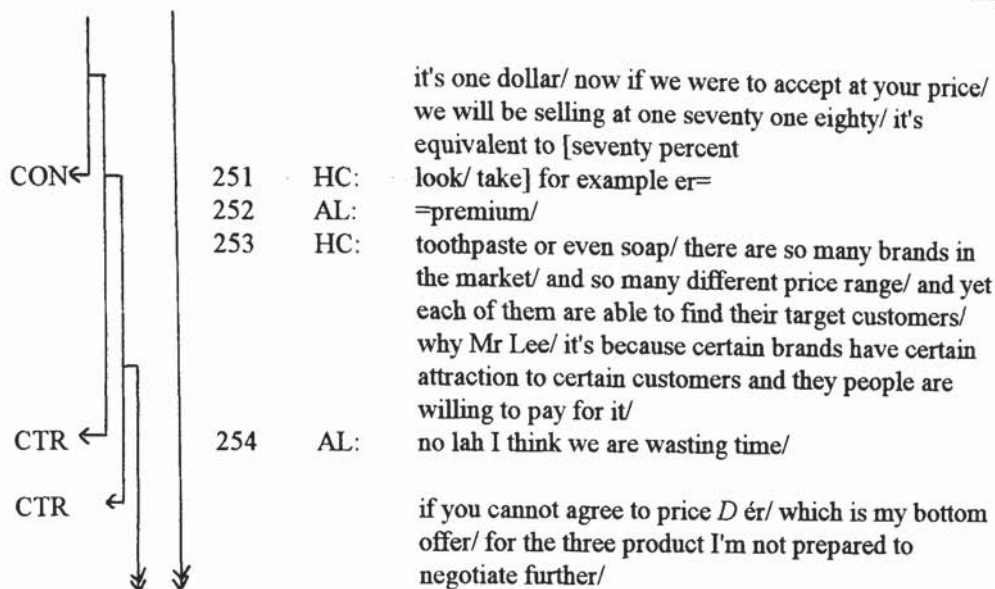 it's one dollar/ now if we were to accept at your price/
we will be selling at one seventy one eighty/ it's
equivalent to [seventy percent
CON 251 HC: look/ take] for example er=
252 AL: =premium/
253 HC: toothpaste or even soap/ there are so many brands in
the market/ and so many different price range/ and yet
each of them are able to find their target customers/
why Mr Lee/ it's because certain brands have certain
attraction to certain customers and they people are
willing to pay for it/
CTR 254 AL: no lah I think we are wasting time/
CTR if you cannot agree to price D ér/ which is my bottom
offer/ for the three product I'm not prepared to
negotiate further/